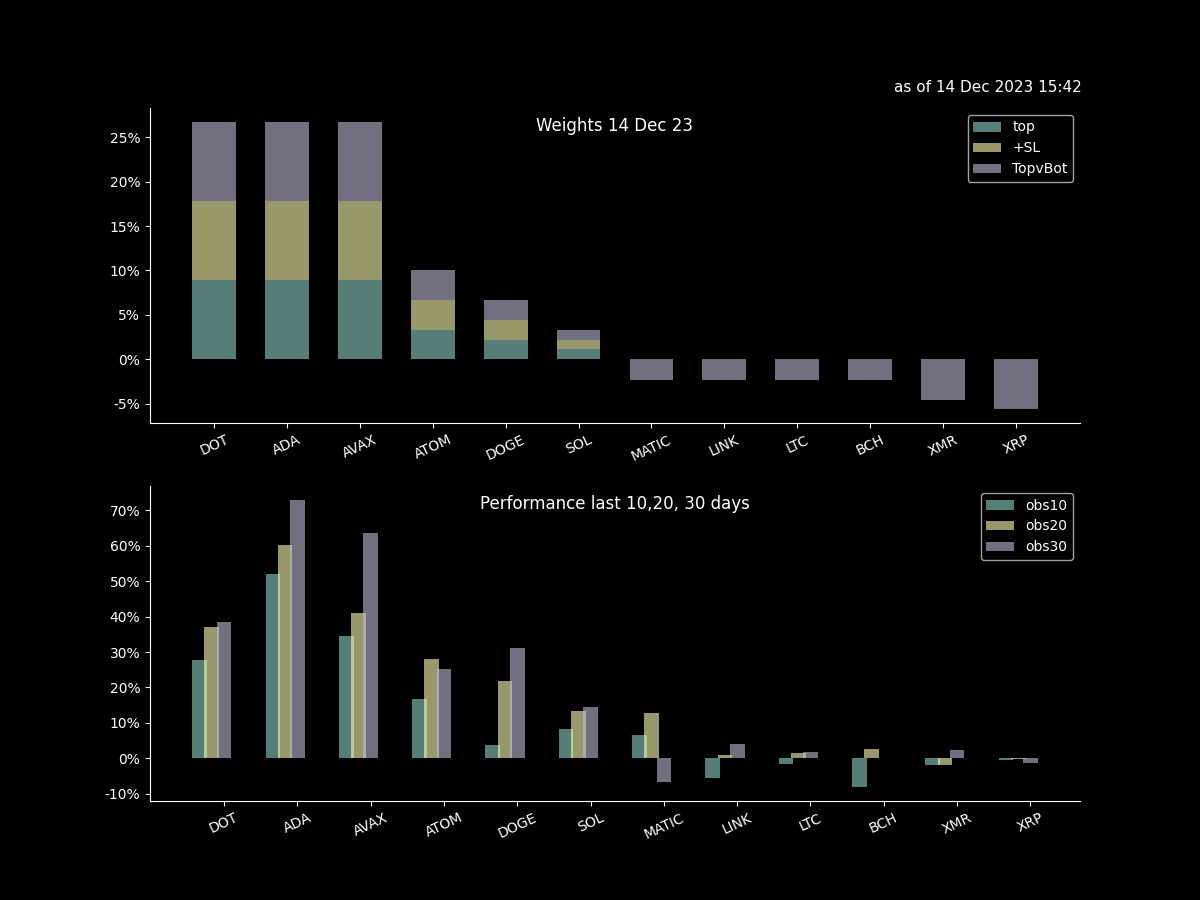 as of 14 Dec 2023 15:42
Weights 14 Dec 23
top
+SL
TopvBot
25%
20%
15%
10%
5%
0%
-5%
DOT ADA AVAX ATOM DOGE SOL MATIC LINK LTC BCH XMR XRP
Performance last 10,20, 30 days
obs10
obs20
obs30
70%
60%
50%
40%
30%
20%
10%
0%
-10%
DOT ADA AVAX ATOM DOGE SOL MATIC LINK LTC BCH XMR XRP